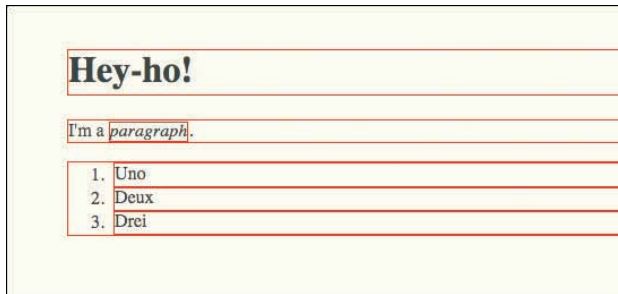 Hey-ho!
I'm a paragraph.
1. Uno
2. Deux
3. Drei